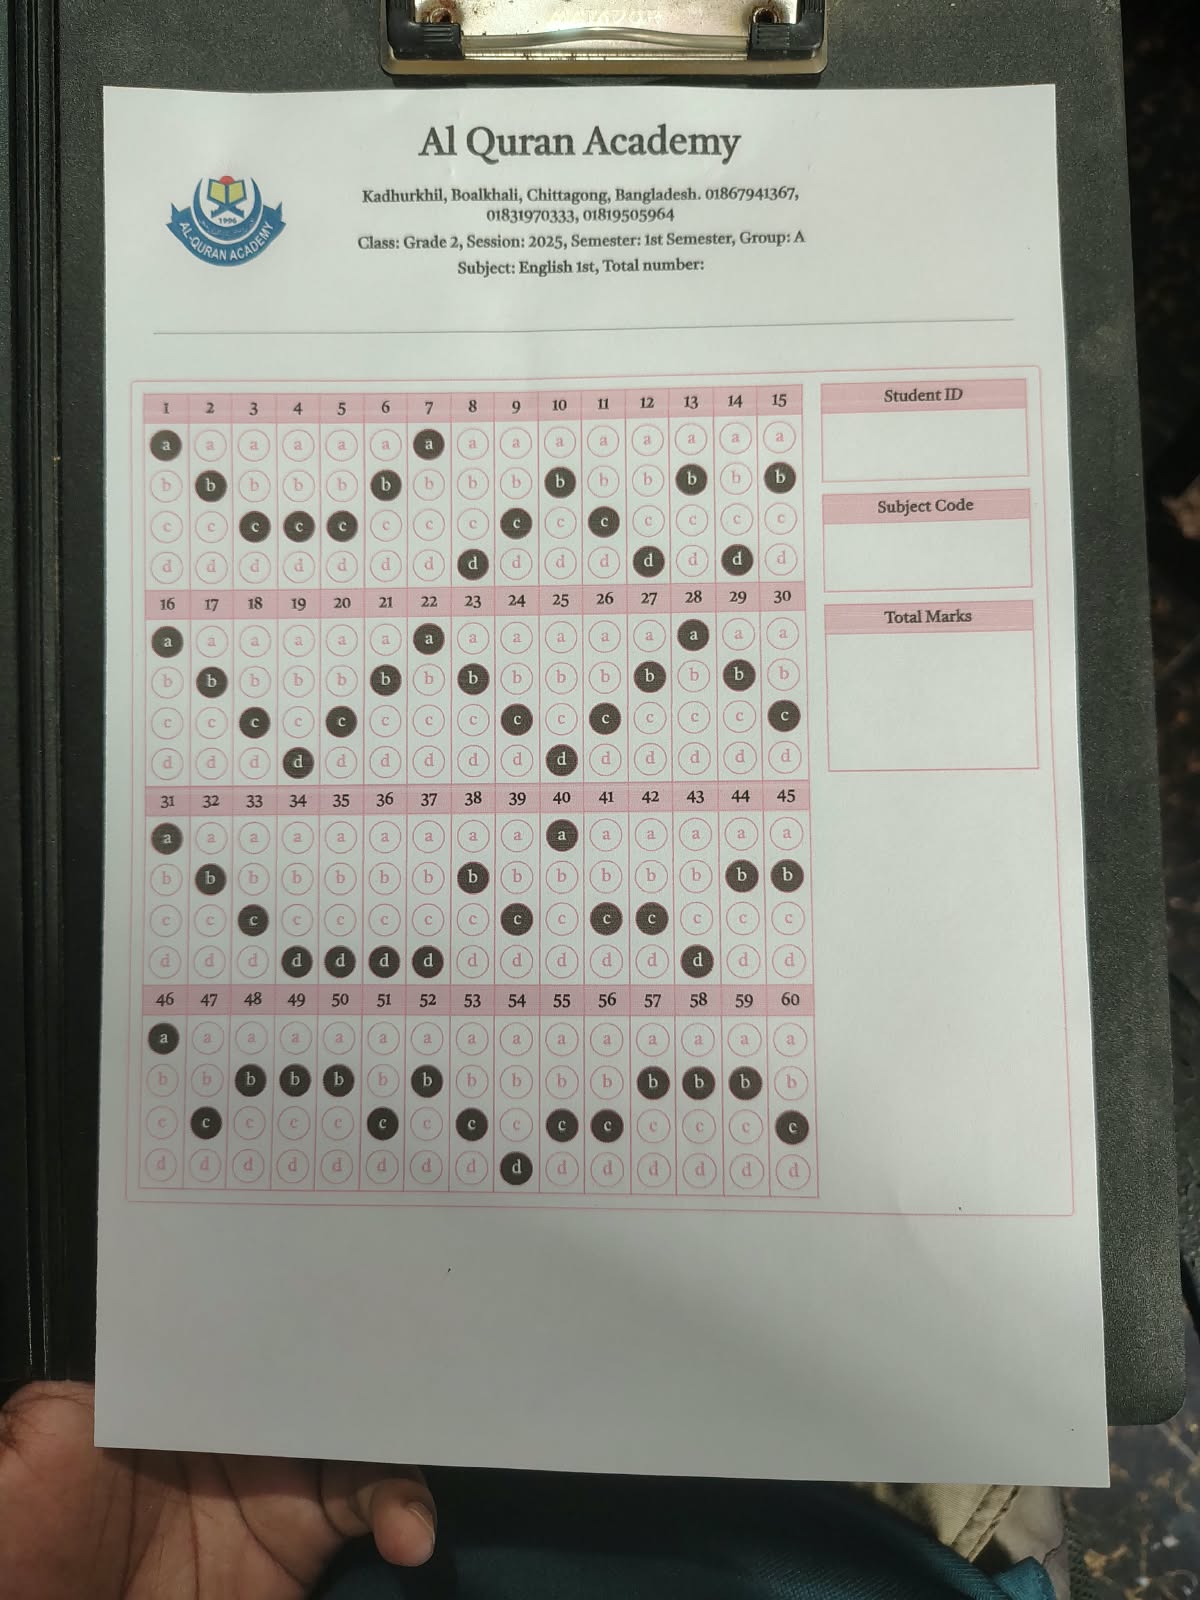 Al Quran Academy
Kadhurkhil, Boalkhali, Chittagong, Bangladesh. 01867941367,
01831970333, 01819505964
Class: Grade 2, Session: 2025, Semester: 1st Semester, Group: A
Subject: English 1st, Total number:
1996
AL-QURAN ACADEMY
1 2 3 4 5 6 7 8 9 10 11 12 13 14 15
a a a a a a a a a a a a a a a
b b b b b b b b b b b b b b b
c c c c c c c c c c c c c c c
d d d d d d d d d d d d d d d
16 17 18 19 20 21 22 23 24 25 26 27 28 29 30
a a a a a a a a a a a a a a a
b b b b b b b b b b b b b b b
c c c c c c c c c c c c c c c
d d d d d d d d d d d d d d d
31 32 33 34 35 36 37 38 39 40 41 42 43 44 45
a a a a a a a a a a a a a a a
b b b b b b b b b b b b b b b
c c c c c c c c c c c c c c c
d d d d d d d d d d d d d d d
46 47 48 49 50 51 52 53 54 55 56 57 58 59 60
a a a a a a a a a a a a a a a
b b b b b b b b b b b b b b b
c c c c c c c c c c c c c c c
d d d d d d d d d d d d d d d
Student ID
Subject Code
Total Marks